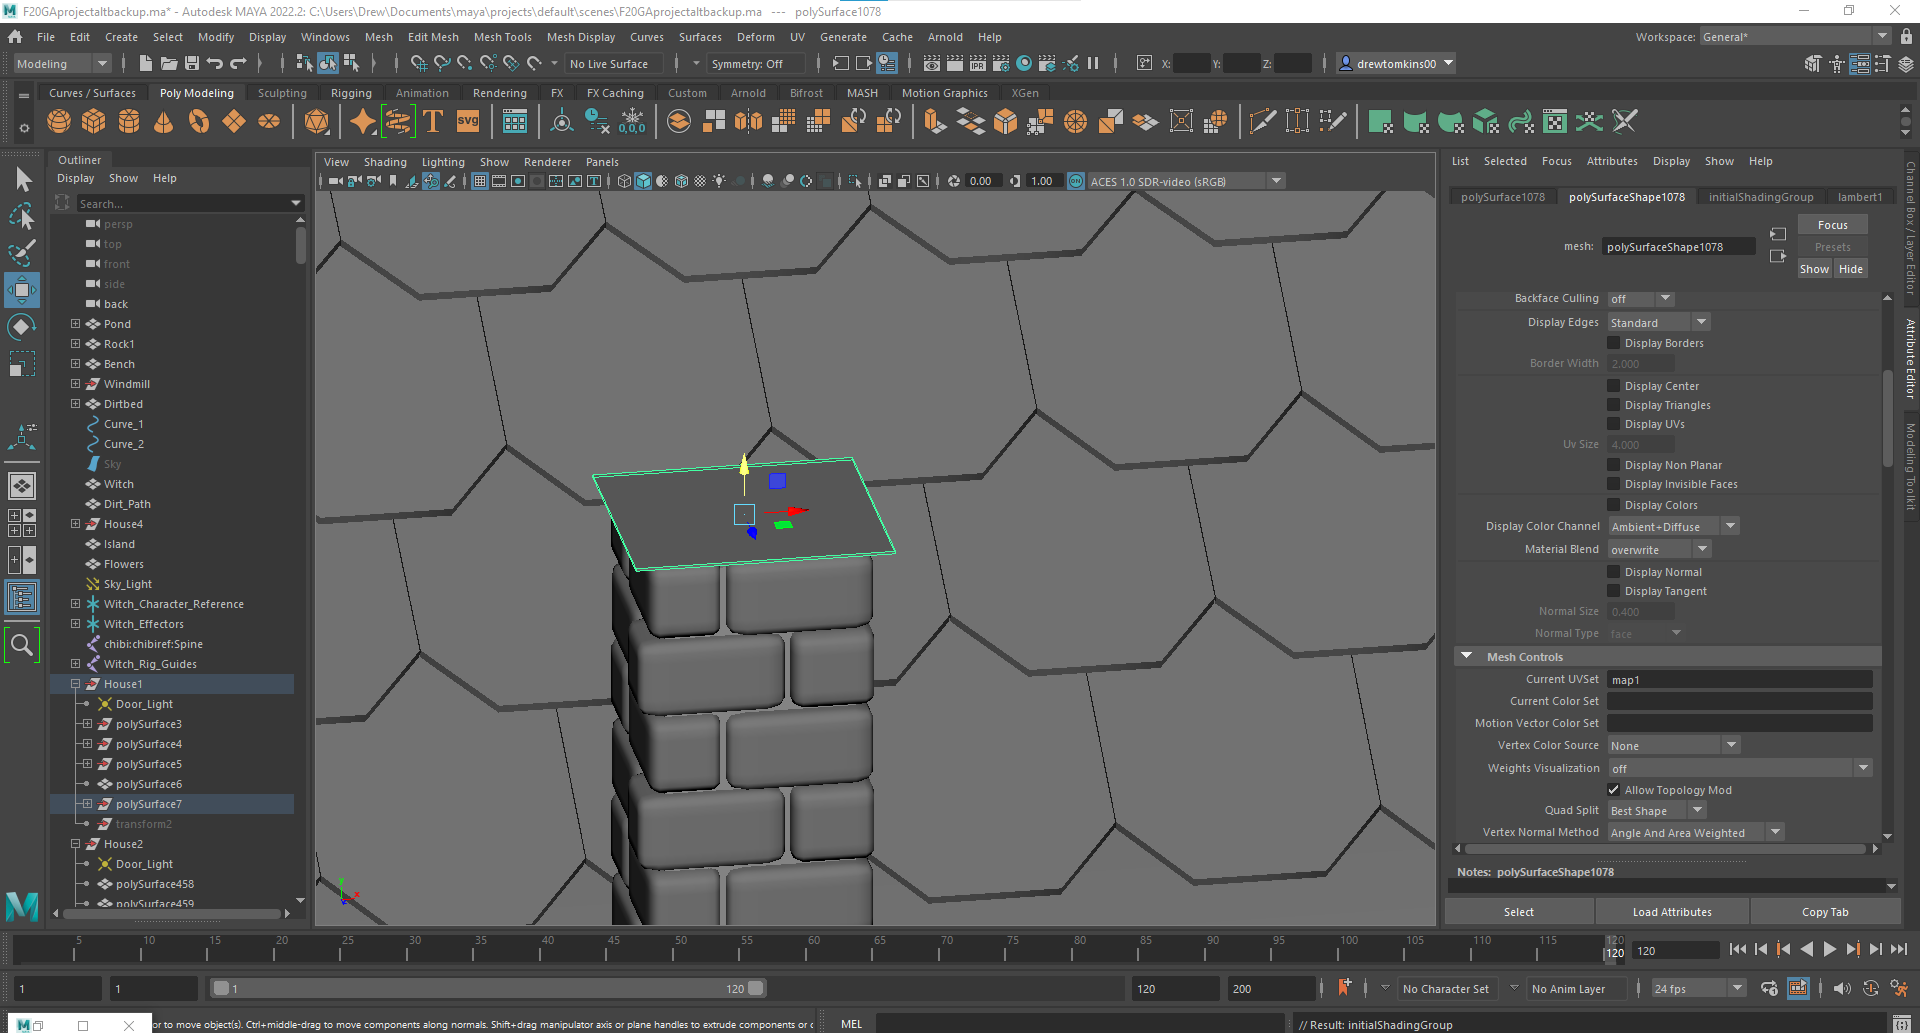 F20GAprojectaltbackup.ma* - Autodesk MAYA 2022.2: C:\Users\Drew\Documents\maya\projects\default\scenes\F20GAprojectaltbackup.ma --- polySurface1078
File Edit Create Select Modify Display Windows Mesh Edit Mesh Mesh Tools Mesh Display Curves Surfaces Deform UV Generate Cache Arnold Help
Workspace: General*
Modeling No Live Surface Symmetry: Off X: Y: Z: drewtomkins00
Curves / Surfaces Poly Modeling Sculpting Rigging Animation Rendering FX FX Caching Custom Arnold Bifrost MASH Motion Graphics XGen
T svg 0,0,0
Outliner
Display Show Help
Search...
persp
top
front
side
back
Pond
Rock1
Bench
Windmill
Dirtbed
Curve_1
Curve_2
Sky
Witch
Dirt_Path
House4
Island
Flowers
Sky_Light
Witch_Character_Reference
Witch_Effectors
chibi:chibiref:Spine
Witch_Rig_Guides
House1
Door_Light
polySurface3
polySurface4
polySurface5
polySurface6
polySurface7
transform2
House2
Door_Light
polySurface458
polySurface459
View Shading Lighting Show Renderer Panels
0.00 1.00 ACES 1.0 SDR-video (sRGB)
y
x
List Selected Focus Attributes Display Show Help
polySurface1078 polySurfaceShape1078 initialShadingGroup lambert1
Focus
mesh: polySurfaceShape1078
Presets
Show Hide
Backface Culling off
Display Edges Standard
Display Borders
Border Width 2.000
Display Center
Display Triangles
Display UVs
Uv Size 4.000
Display Non Planar
Display Invisible Faces
Display Colors
Display Color Channel Ambient+Diffuse
Material Blend overwrite
Display Normal
Display Tangent
Normal Size 0.400
Normal Type face
Mesh Controls
Current UVSet map1
Current Color Set
Motion Vector Color Set
Vertex Color Source None
Weights Visualization off
Allow Topology Mod
Quad Split Best Shape
Vertex Normal Method Angle And Area Weighted
Notes: polySurfaceShape1078
Select Load Attributes Copy Tab
Channel Box / Layer Editor
Attribute Editor
Modeling Toolkit
5 10 15 20 25 30 35 40 45 50 55 60 65 70 75 80 85 90 95 100 105 110 115 120
120 120
1 1 1 120 120 200 No Character Set No Anim Layer 24 fps
or to move object(s). Ctrl+middle-drag to move components along normals. Shift+drag manipulator axis or plane handles to extrude components or
MEL
// Result: initialShadingGroup